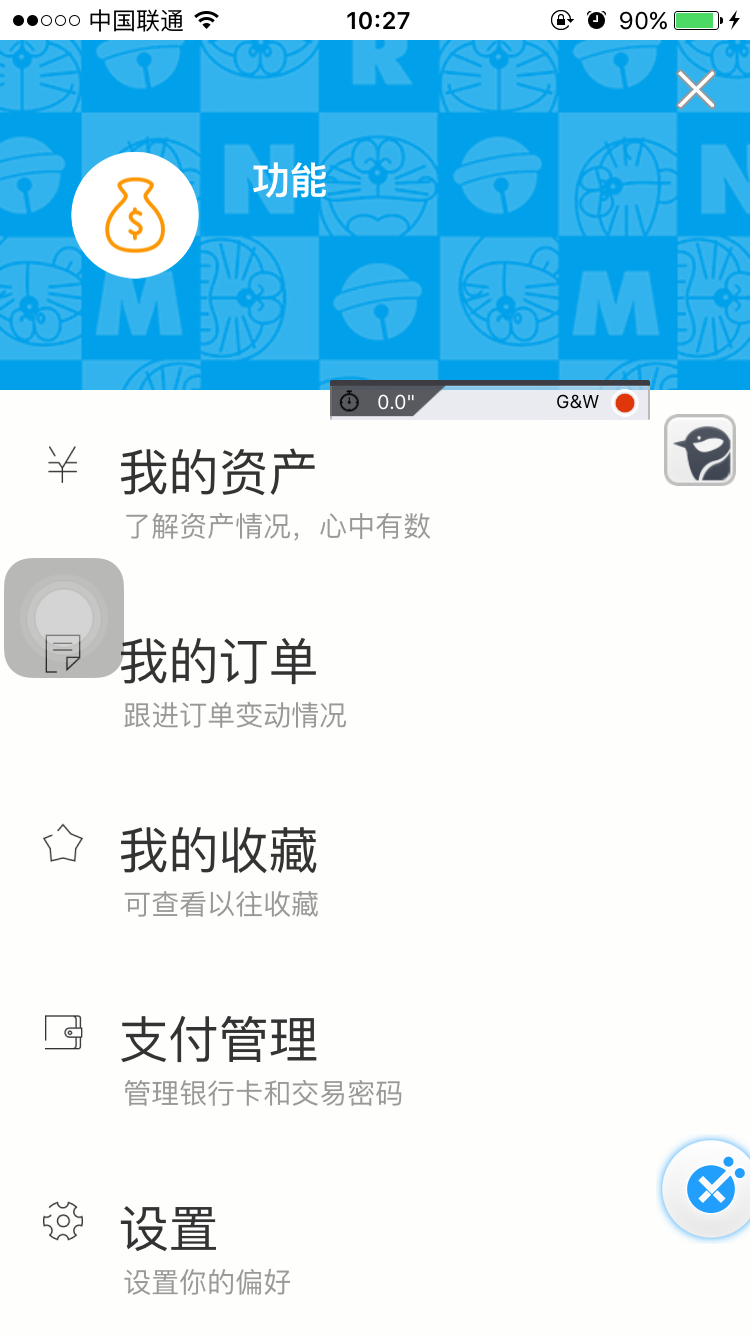 中国联通
10:27
90%
R
N
功能
N
M
M
0.0"
G&W
¥
我的资产
了解资产情况，心中有数
我的订单
跟进订单变动情况
我的收藏
可查看以往收藏
支付管理
管理银行卡和交易密码
设置
设置你的偏好